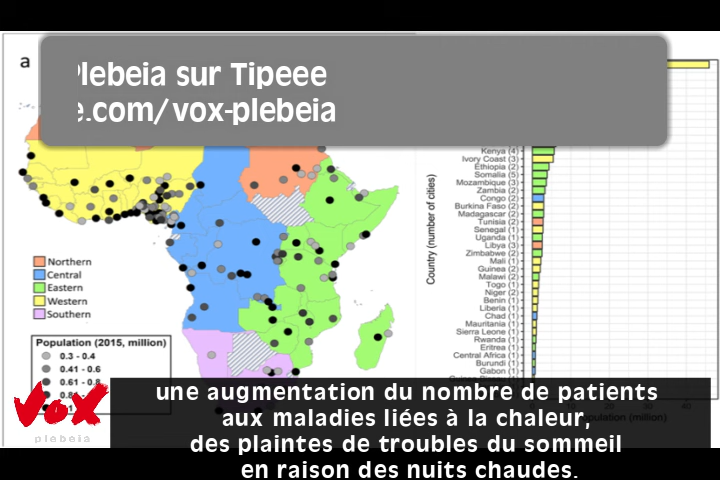 a
Plebeia sur Tipeee
e.com/vox-plebeia
Country (number of cities)
Kenya (4)
Ivory Coast (3)
Ethiopia (2)
Somalia (5)
Mozambique (3)
Zambia (2)
Congo (2)
Burkina Faso (2)
Madagascar (2)
Tunisia (2)
Senegal (1)
Uganda (1)
Libya (3)
Zimbabwe (2)
Mali (1)
Guinea (2)
Malawi (2)
Togo (1)
Niger (2)
Benin (1)
Liberia (1)
Chad (1)
Mauritania (1)
Sierra Leone (1)
Rwanda (1)
Eritrea (1)
Central Africa (1)
Burundi (1)
Gabon (1)
Northern
Central
Eastern
Western
Southern
Population (2015, million)
0.3 - 0.4
0.41 - 0.6
0.61 - 0.8
vox
plebeia
une augmentation du nombre de patients
aux maladies liées à la chaleur,
des plaintes de troubles du sommeil
en raison des nuits chaudes.